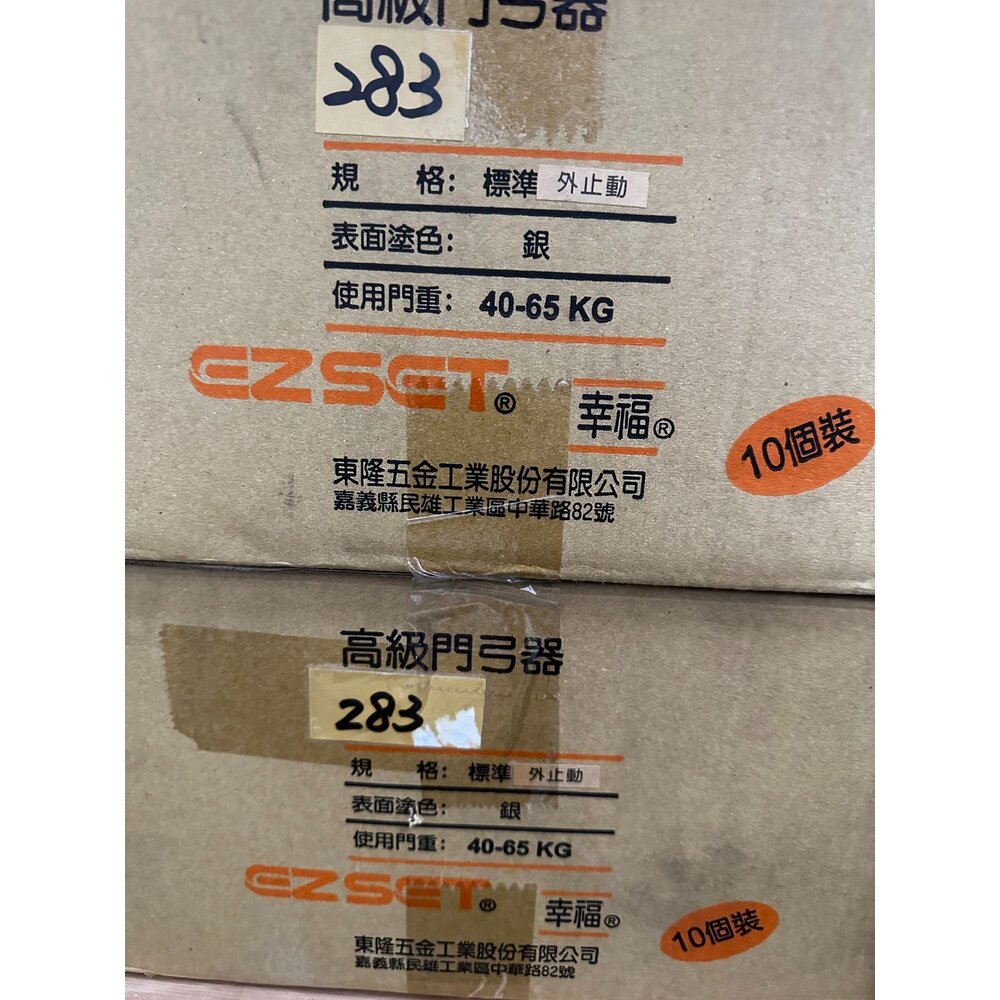 高級門弓器
283
規 格: 標準 外止動
表面塗色: 銀
使用門重: 40-65 KG
EZSET® 幸福®
10個裝
東隆五金工業股份有限公司
嘉義縣民雄工業區中華路82號
高級門弓器
283
規 格: 標準 外止動
表面塗色: 銀
使用門重: 40-65 KG
EZSET® 幸福®
10個裝
東隆五金工業股份有限公司
嘉義縣民雄工業區中華路82號